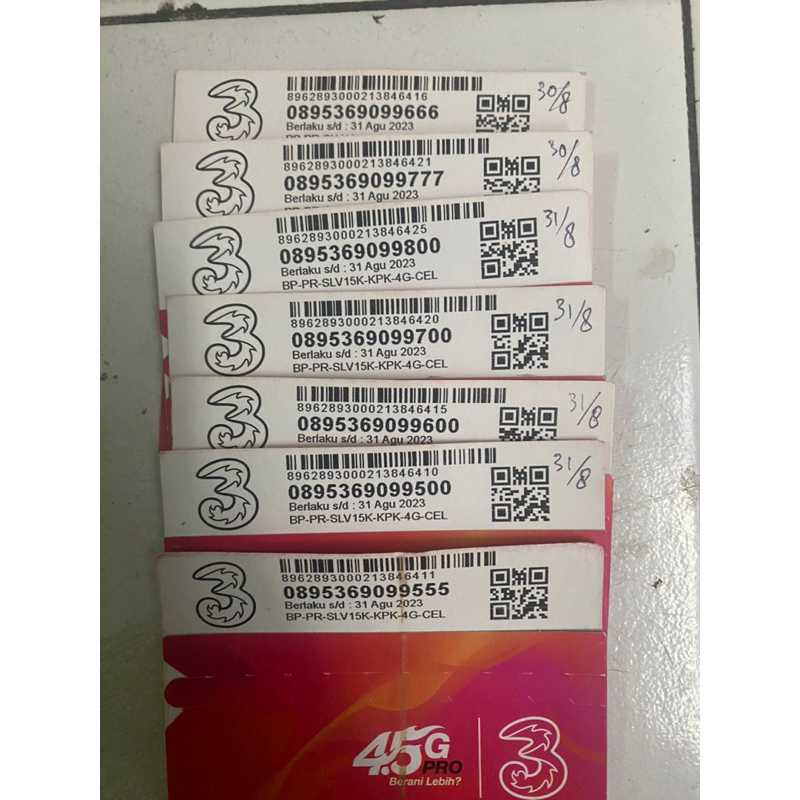 8962893000213846416
30/8
0895369099666
Berlaku s/d : 31 Agu 2023
8962893000213846421
30/8
0895369099777
Berlaku s/d : 31 Agu 2023
8962893000213846425
31/8
0895369099800
Berlaku s/d : 31 Agu 2023
BP-PR-SLV15K-KPK-4G-CEL
8962893000213846420
31/8
0895369099700
Berlaku s/d : 31 Agu 2023
BP-PR-SLV15K-KPK-4G-CEL
8962893000213846415
31/8
0895369099600
Berlaku s/d : 31 Agu 2023
8962893000213846410
31/8
0895369099500
Berlaku s/d : 31 Agu 2023
BP-PR-SLV15K-KPK-4G-CEL
8962893000213846411
0895369099555
Berlaku s/d : 31 Agu 2023
BP-PR-SLV15K-KPK-4G-CEL
4.5G
PRO
Berani Lebih?
3